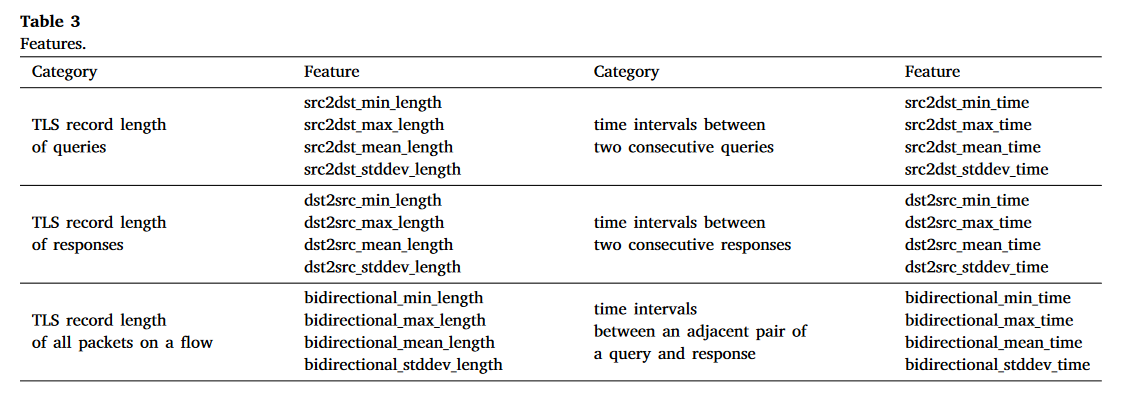 Table 3
Features.
Category Feature Category Feature
src2dst_min_length src2dst_min_time
TLS record length src2dst_max_length time intervals between src2dst_max_time
of queries src2dst_mean_length two consecutive queries src2dst_mean_time
src2dst_stddev_length src2dst_stddev_time
dst2src_min_length dst2src_min_time
TLS record length dst2src_max_length time intervals between dst2src_max_time
of responses dst2src_mean_length two consecutive responses dst2src_mean_time
dst2src_stddev_length dst2src_stddev_time
bidirectional_min_length time intervals bidirectional_min_time
TLS record length bidirectional_max_length between an adjacent pair of bidirectional_max_time
of all packets on a flow bidirectional_mean_length a query and response bidirectional_mean_time
bidirectional_stddev_length bidirectional_stddev_time